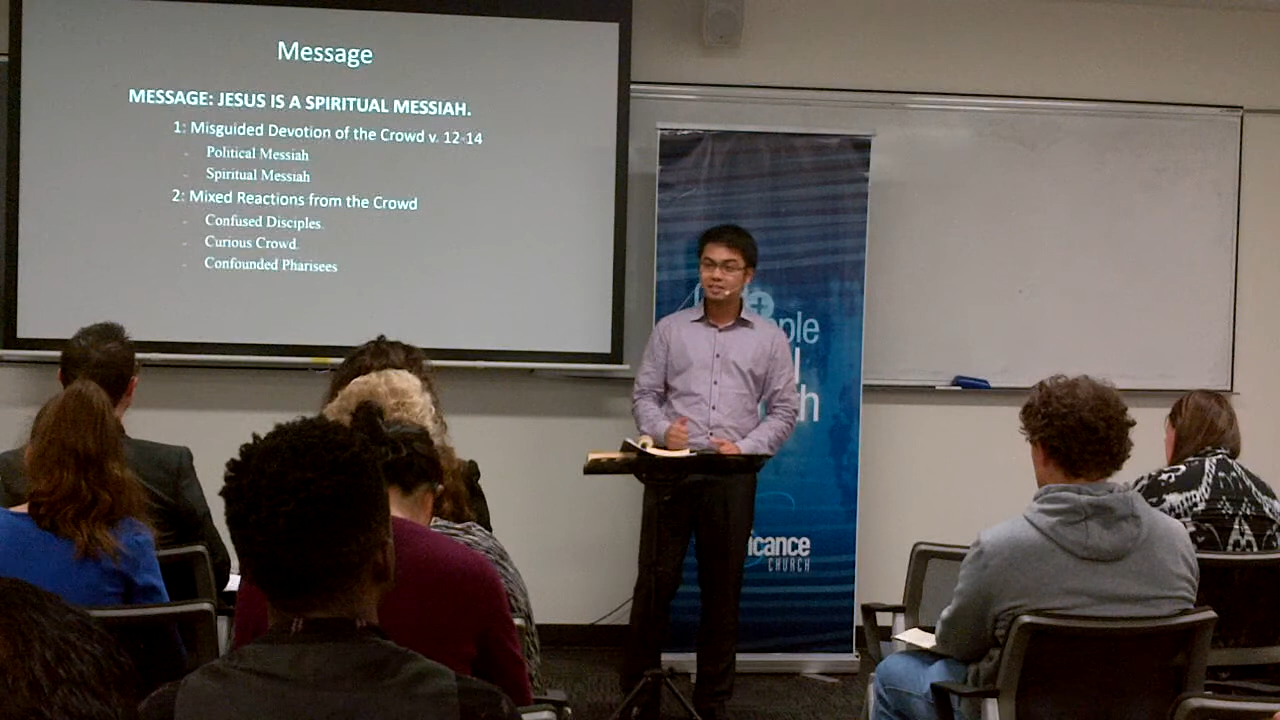 Message
MESSAGE: JESUS IS A SPIRITUAL MESSIAH.
1: Misguided Devotion of the Crowd v. 12-14
- Political Messiah
- Spiritual Messiah
2: Mixed Reactions from the Crowd
- Confused Disciples
- Curious Crowd
- Confounded Pharisees
CHURCH